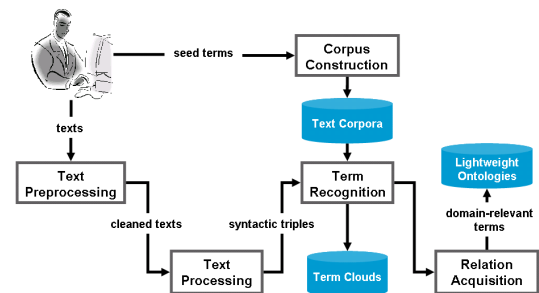 seed terms
Corpus
Construction
texts
Text Corpora
Text
Preprocessing
Term
Recognition
Lightweight
Ontologies
cleaned texts
syntactic triples
domain-relevant
terms
Text
Processing
Term Clouds
Relation
Acquisition